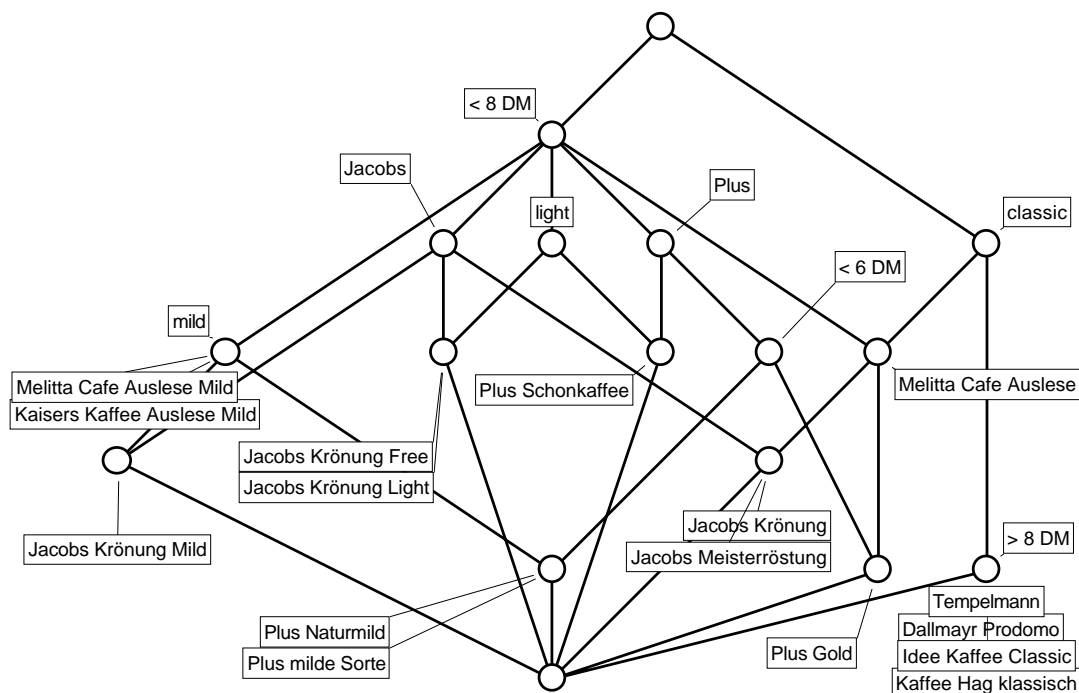 < 8 DM
Jacobs
Plus
light
classic
< 6 DM
mild
Melitta Cafe Auslese Mild
Kaisers Kaffee Auslese Mild
Plus Schonkaffee
Melitta Cafe Auslese
Jacobs Krönung Free
Jacobs Krönung Light
Jacobs Krönung
Jacobs Meisterröstung
Jacobs Krönung Mild
> 8 DM
Tempelmann
Dallmayr Prodomo
Idee Kaffee Classic
Kaffee Hag klassisch
Plus Naturmild
Plus milde Sorte
Plus Gold